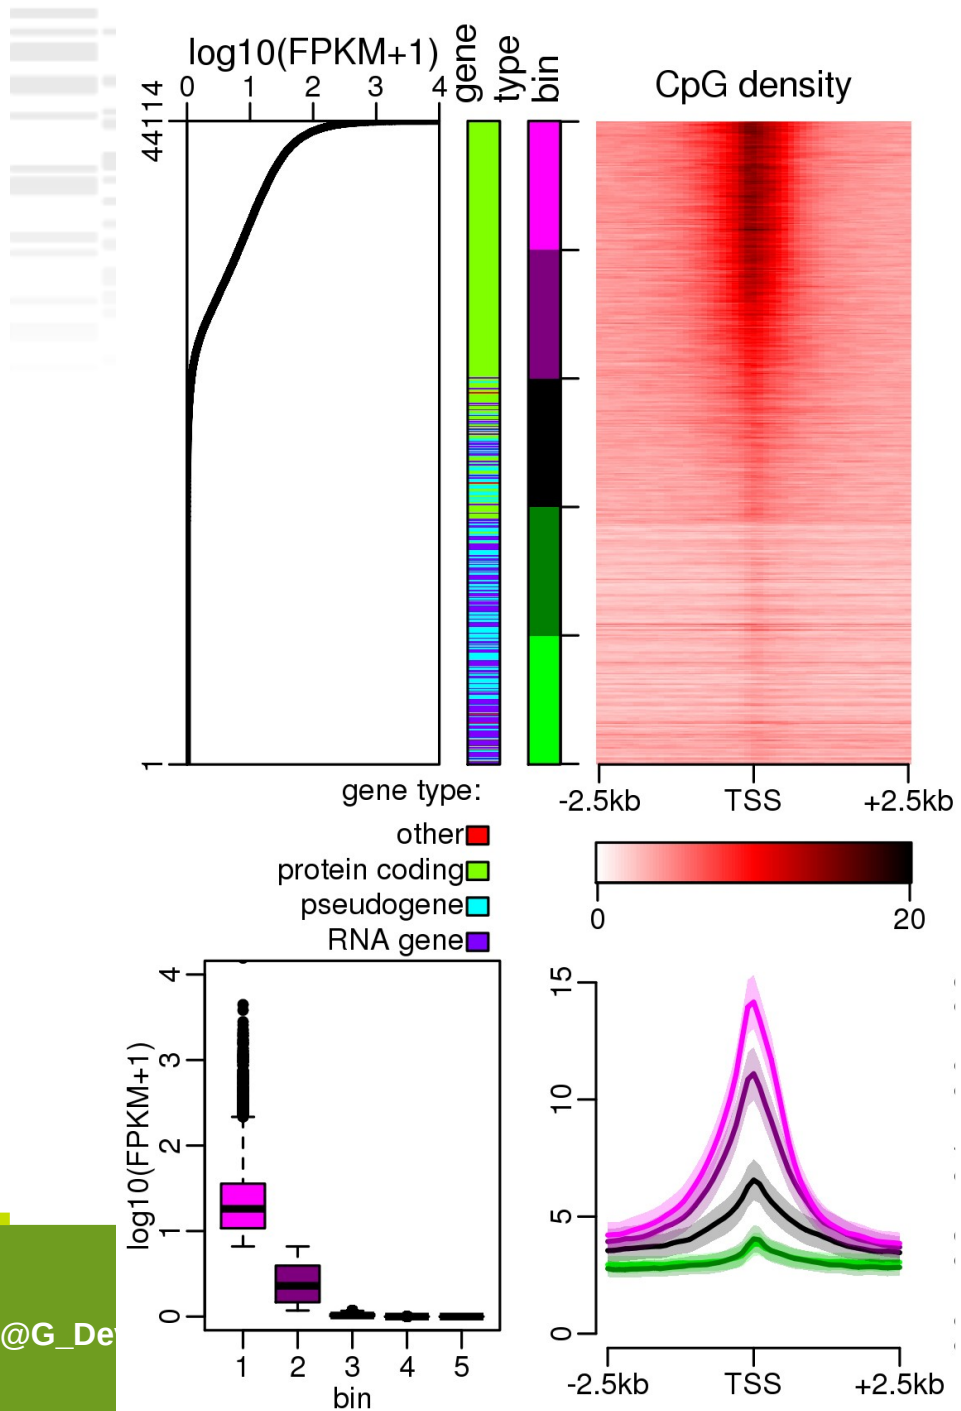 log10(FPKM+1)
0 1 2 3 4
44114
1
gene
type
bin
CpG density
-2.5kb TSS +2.5kb
gene type:
other
protein coding
pseudogene
RNA gene
0 20
log10(FPKM+1)
4
3
2
1
0
1 2 3 4 5
bin
15
10
5
0
-2.5kb TSS +2.5kb
@G_De